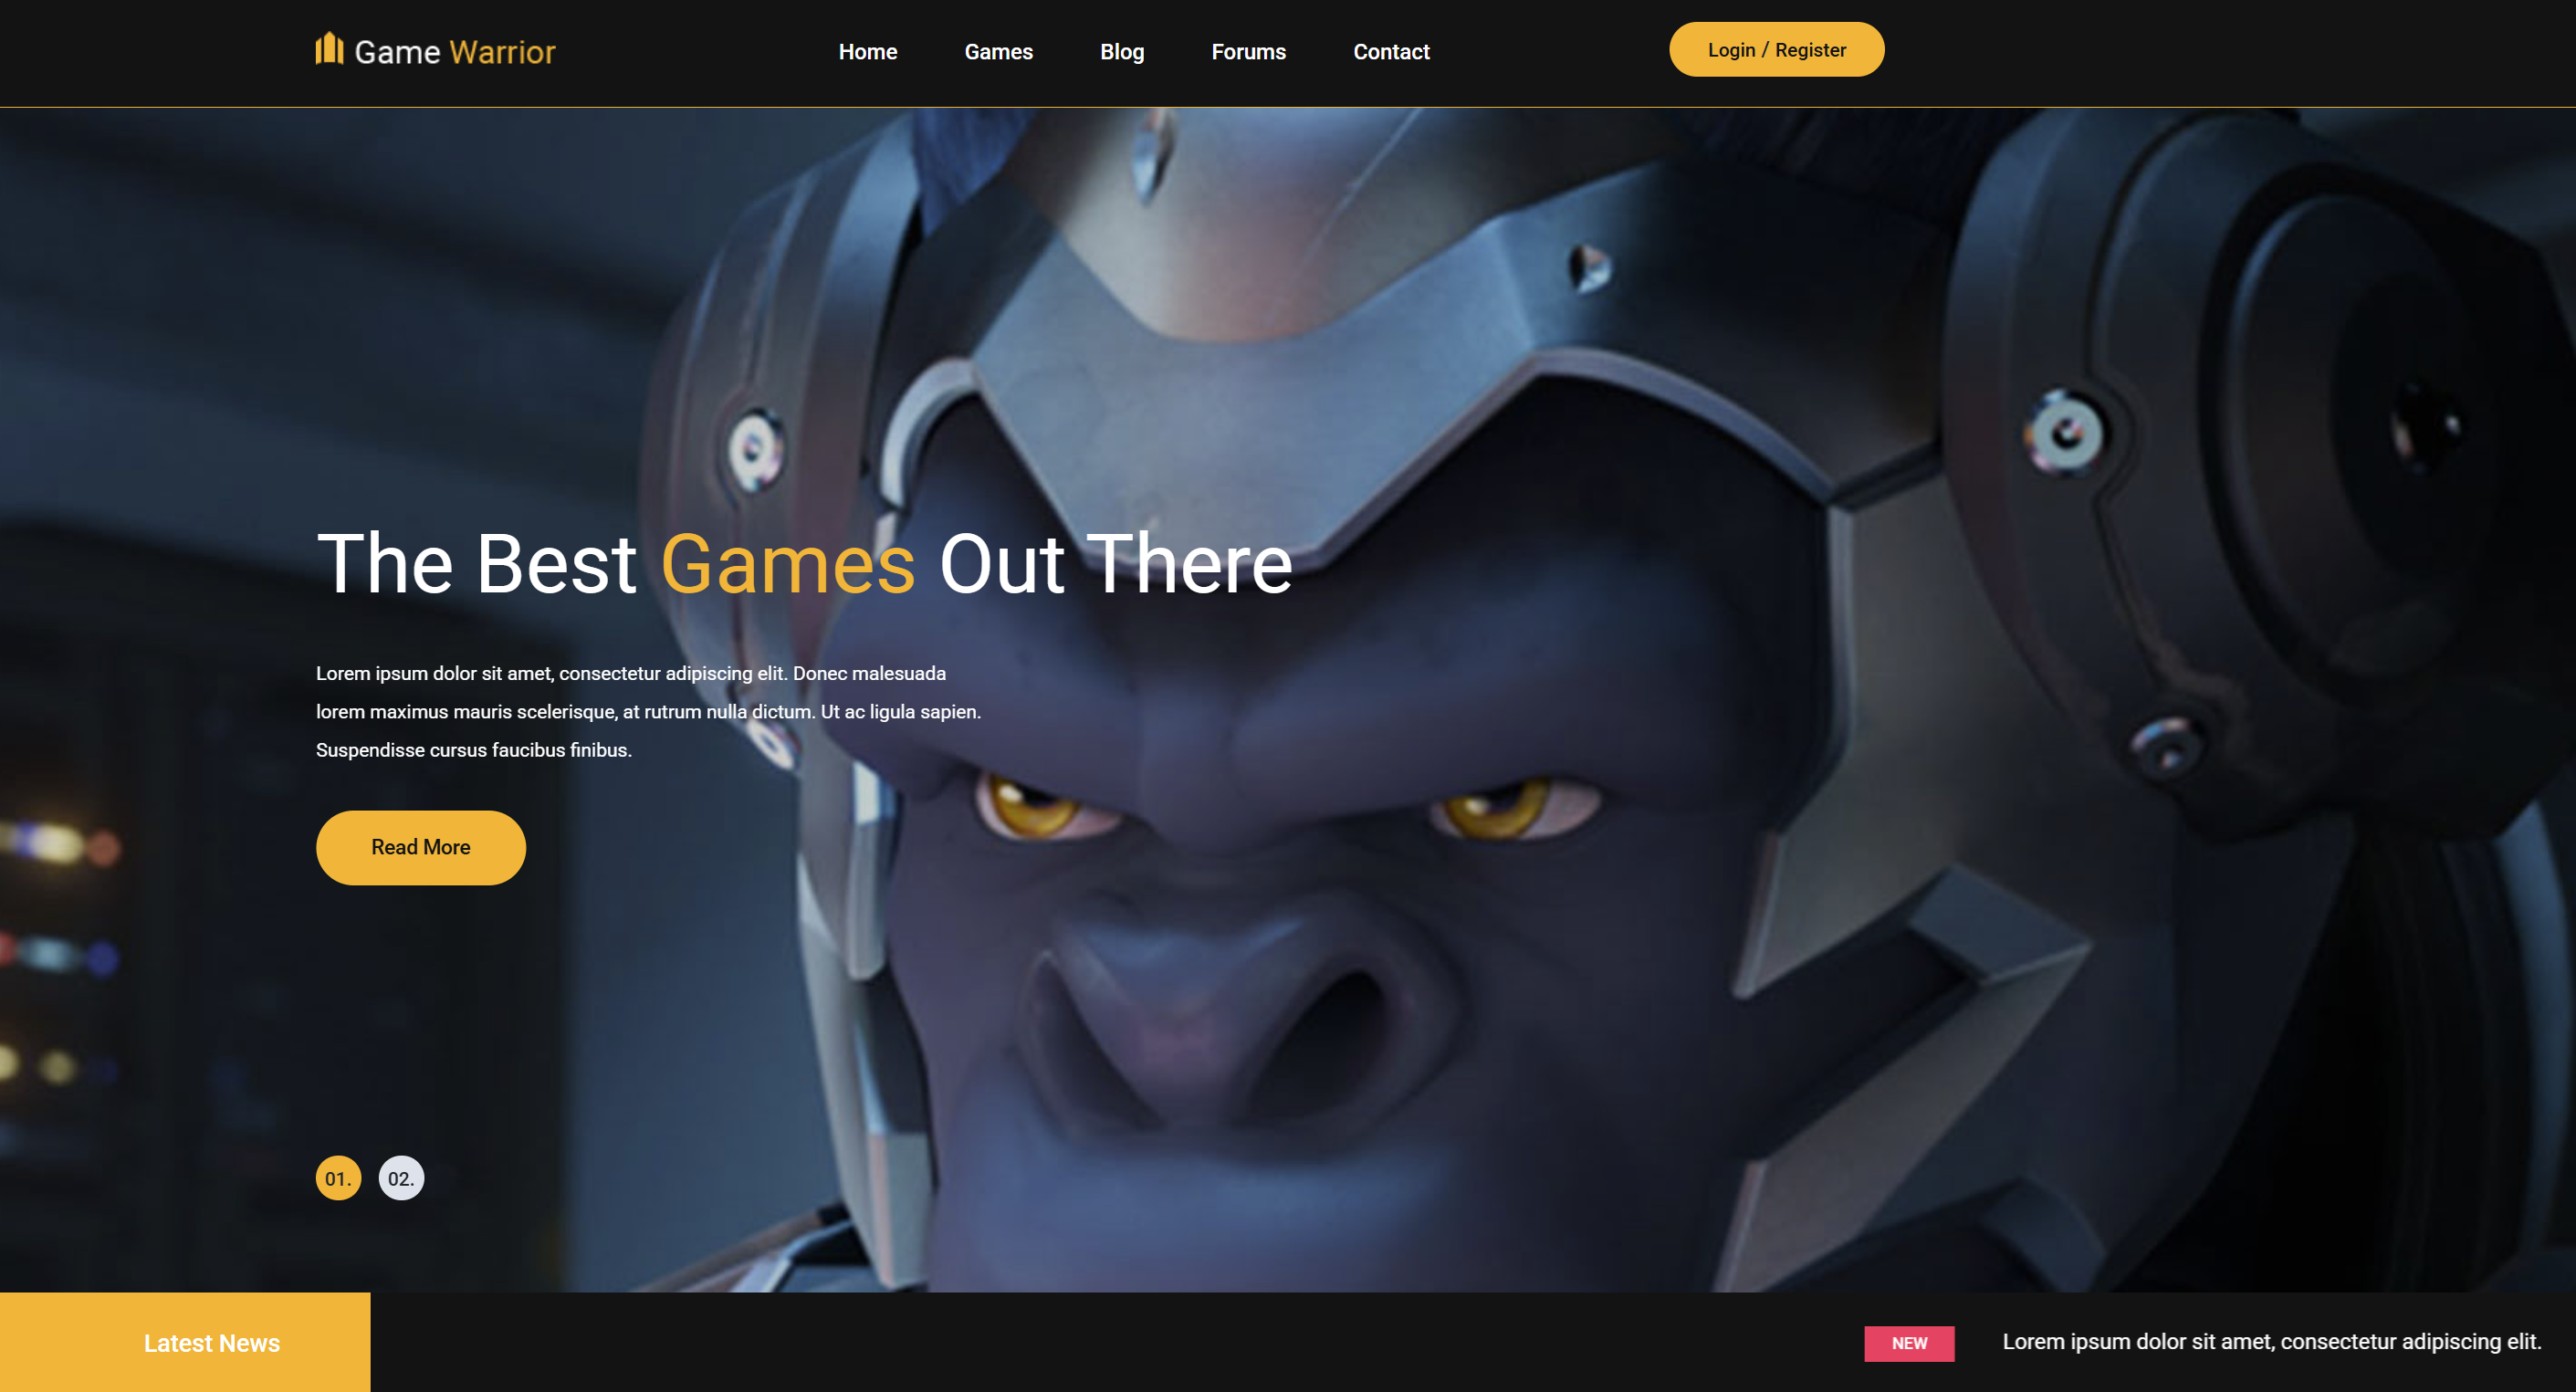 Game Warrior
Home Games Blog Forums Contact
Login / Register
The Best Games Out There
Lorem ipsum dolor sit amet, consectetur adipiscing elit. Donec malesuada
lorem maximus mauris scelerisque, at rutrum nulla dictum. Ut ac ligula sapien.
Suspendisse cursus faucibus finibus.
Read More
01. 02.
Latest News
NEW Lorem ipsum dolor sit amet, consectetur adipiscing elit.